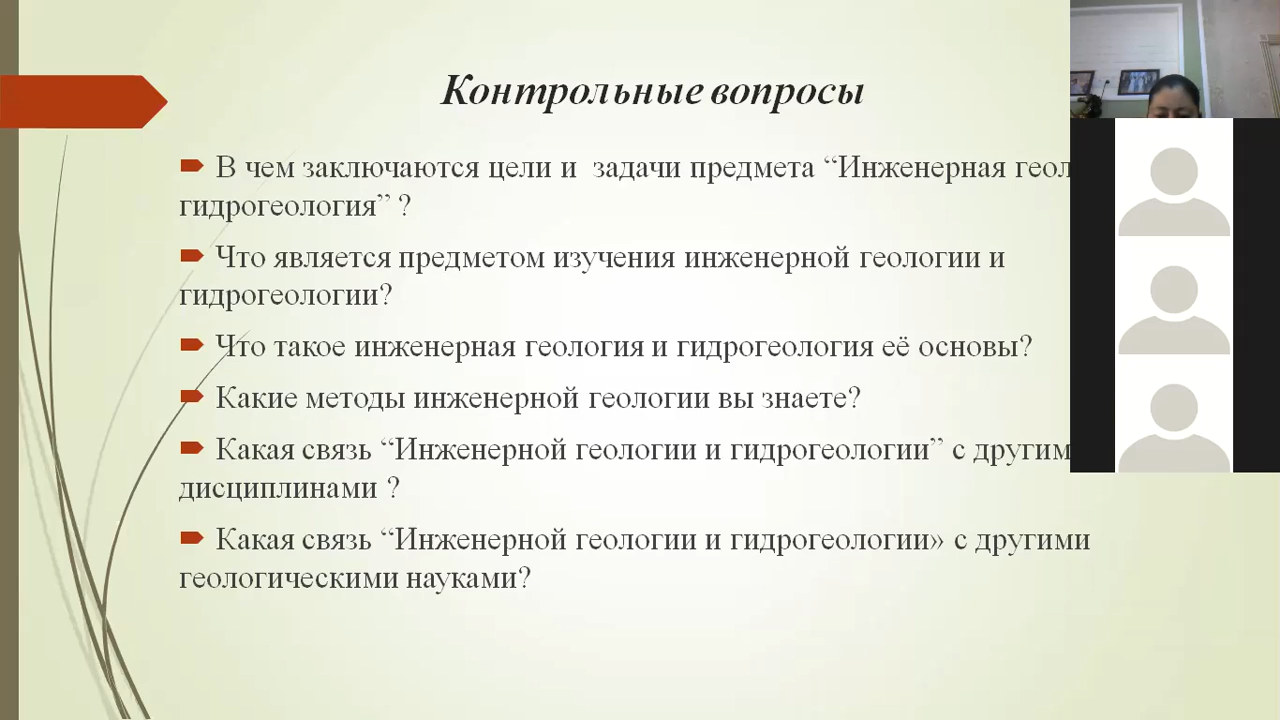 Контрольные вопросы
В чем заключаются цели и задачи предмета “Инженерная
гидрогеология” ?
Что является предметом изучения инженерной геологии и
гидрогеологии?
Что такое инженерная геология и гидрогеология её основы?
Какие методы инженерной геологии вы знаете?
Какая связь “Инженерной геологии и гидрогеологии” с
дисциплинами ?
Какая связь “Инженерной геологии и гидрогеологии» с другими
геологическими науками?